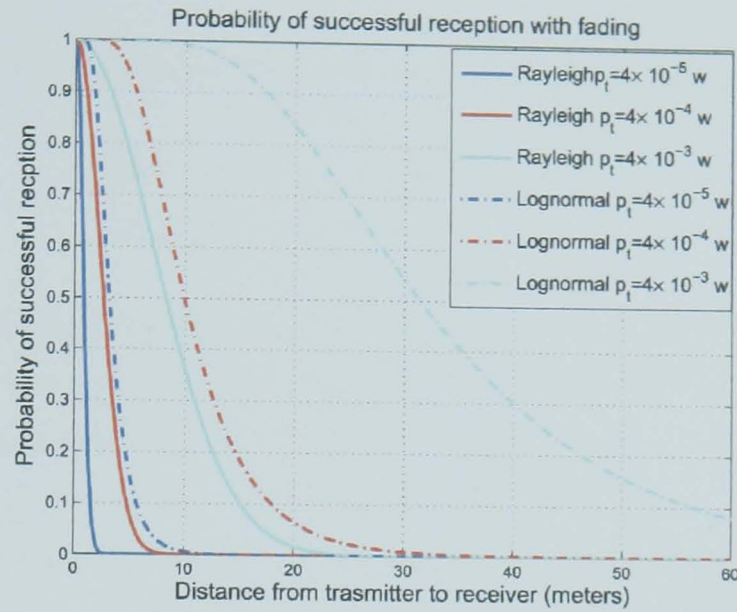 Probability of successful reception with fading
Probability of successful recption
1
0.9
0.8
0.7
0.6
0.5
0.4
0.3
0.2
0.1
0
Rayleighp_t=4× 10^-5 w
Rayleigh p_t=4× 10^-4 w
Rayleigh p_t=4× 10^-3 w
Lognormal p_t=4× 10^-5 w
Lognormal p_t=4× 10^-4 w
Lognormal p_t=4× 10^-3 w
0 10 20 30 40 50 60
Distance from trasmitter to receiver (meters)